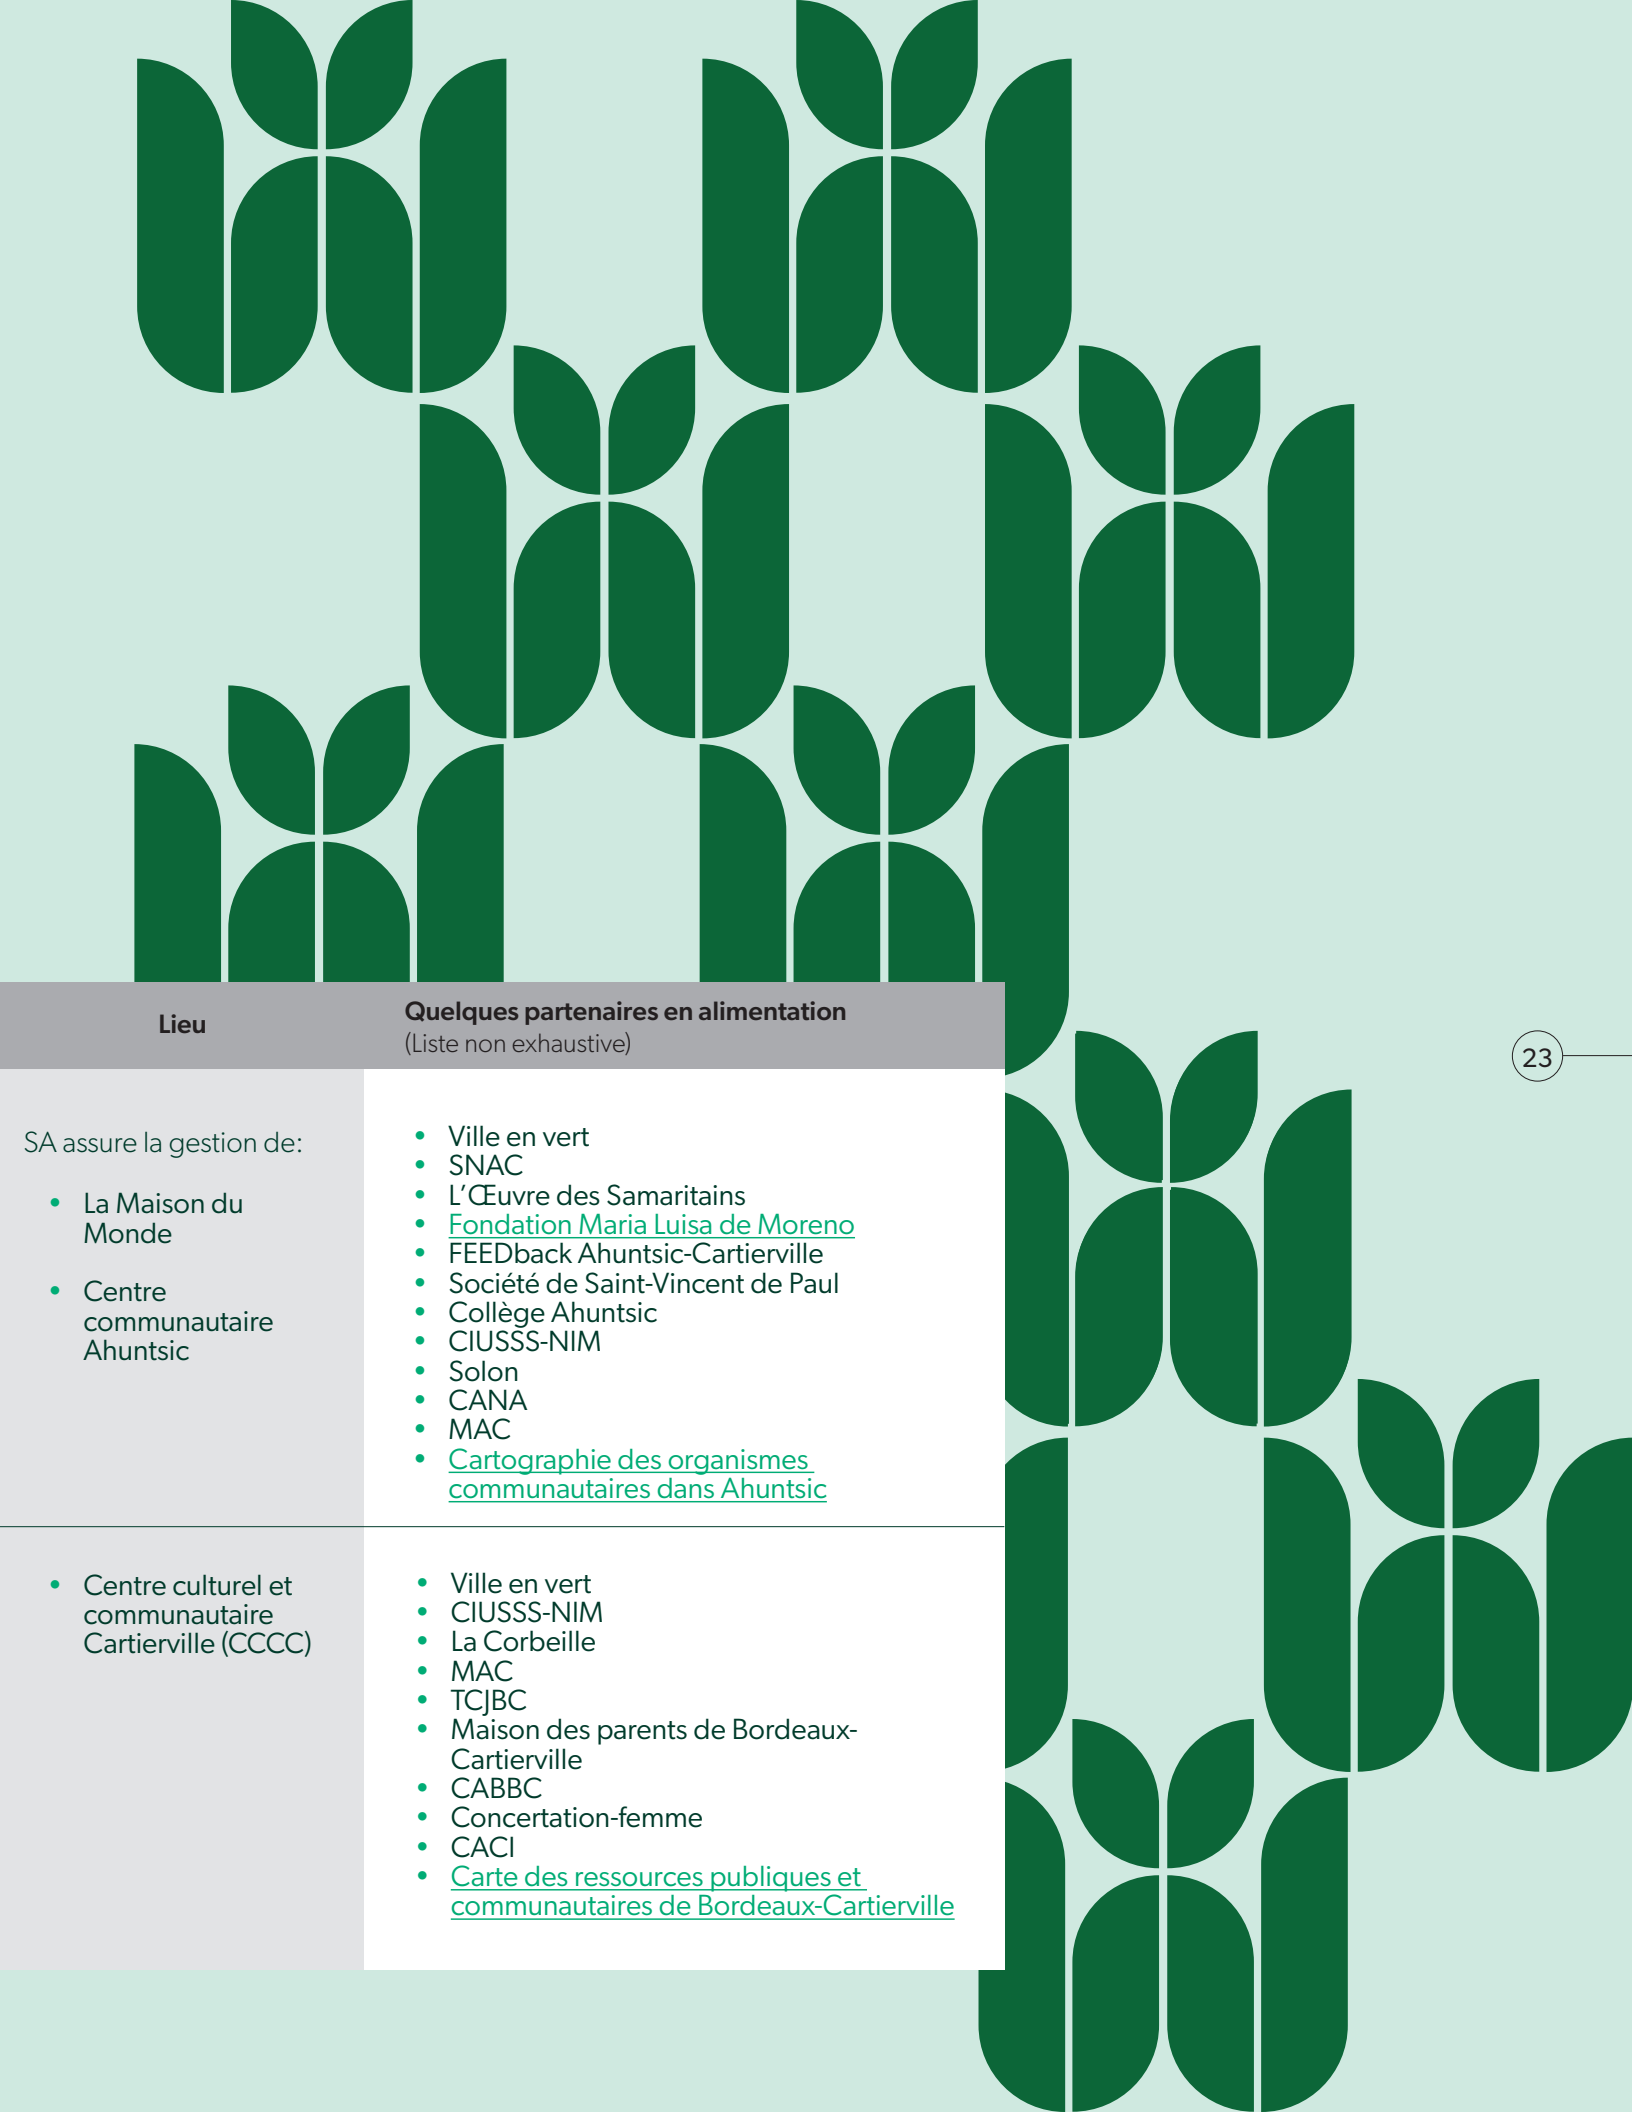 Lieu
Quelques partenaires en alimentation
(Liste non exhaustive)
23
SA assure la gestion de:
• La Maison du
Monde
• Centre
communautaire
Ahuntsic
• Ville en vert
• SNAC
• L'Œuvre des Samaritains
• Fondation Maria Luisa de Moreno
• FEEDback Ahuntsic-Cartierville
• Société de Saint-Vincent de Paul
• Collège Ahuntsic
• CIUSSS-NIM
• Solon
• CANA
• MAC
• Cartographie des organismes
communautaires dans Ahuntsic
• Centre culturel et
communautaire
Cartierville (CCCC)
• Ville en vert
• CIUSSS-NIM
• La Corbeille
• MAC
• TCJBC
• Maison des parents de Bordeaux-
Cartierville
• CABBC
• Concertation-femme
• CACI
• Carte des ressources publiques et
communautaires de Bordeaux-Cartierville